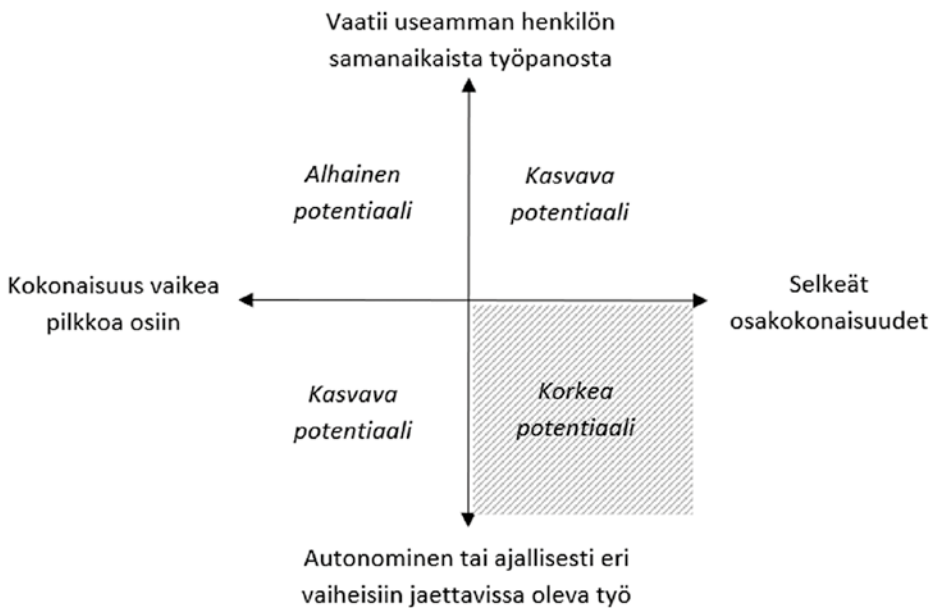 Vaatii useamman henkilön
samanaikaista työpanosta
Alhainen
potentiaali
Kasvava
potentiaali
Kokonaisuus vaikea
pilkkoa osiin
Selkeät
osakokonaisuudet
Kasvava
potentiaali
Korkea
potentiaali
Autonominen tai ajallisesti eri
vaiheisiin jaettavissa oleva työ